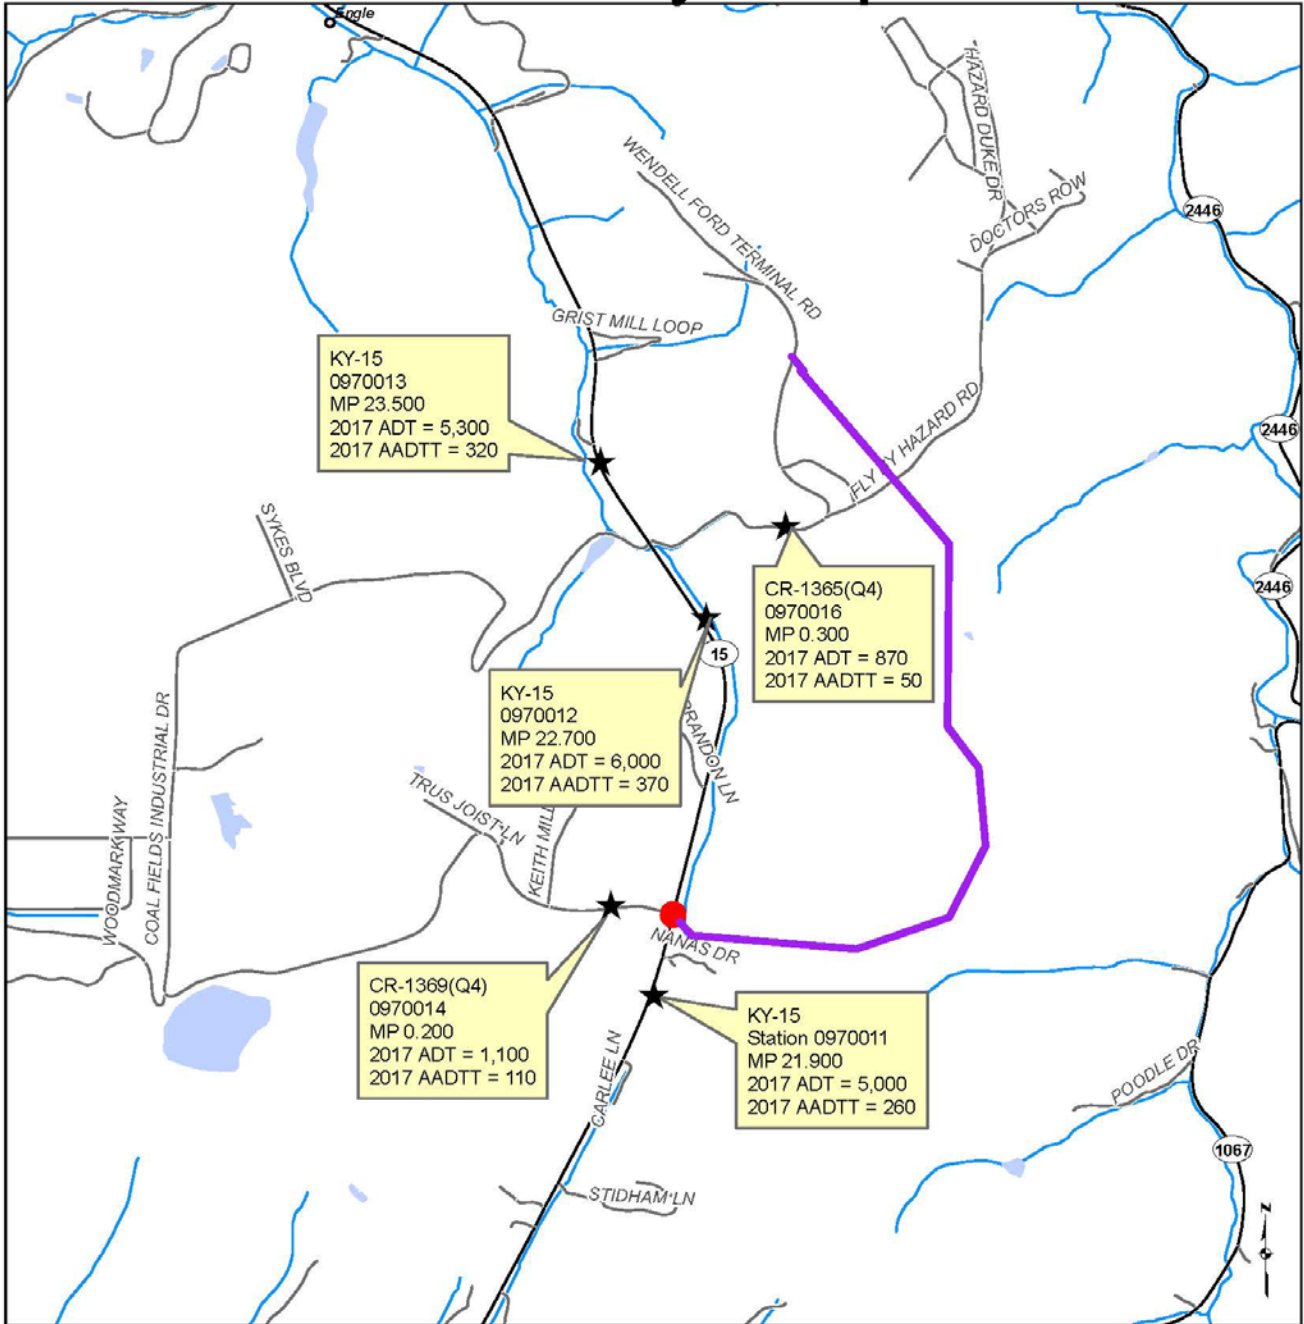 Engle
HAZARD DUKE DR
WENDELL FORD TERMINAL RD
DOCTORS ROW
2446
GRIST MILL LOOP
KY-15
0970013
MP 23.500
2017 ADT = 5,300
2017 AADTT = 320
FLY BY HAZARD RD
2446
SYKES BLVD
CR-1365(Q4)
0970016
MP 0.300
2017 ADT = 870
2017 AADTT = 50
2446
15
KY-15
0970012
MP 22.700
2017 ADT = 6,000
2017 AADTT = 370
BRANDON LN
COAL FIELDS INDUSTRIAL DR
WOODMARK WAY
TRUS JOIST LN
KEITH MILL
NANAS DR
CR-1369(Q4)
0970014
MP 0.200
2017 ADT = 1,100
2017 AADTT = 110
KY-15
Station 0970011
MP 21.900
2017 ADT = 5,000
2017 AADTT = 260
CARLEE LN
POODLE DR
1067
STIDHAM LN
N